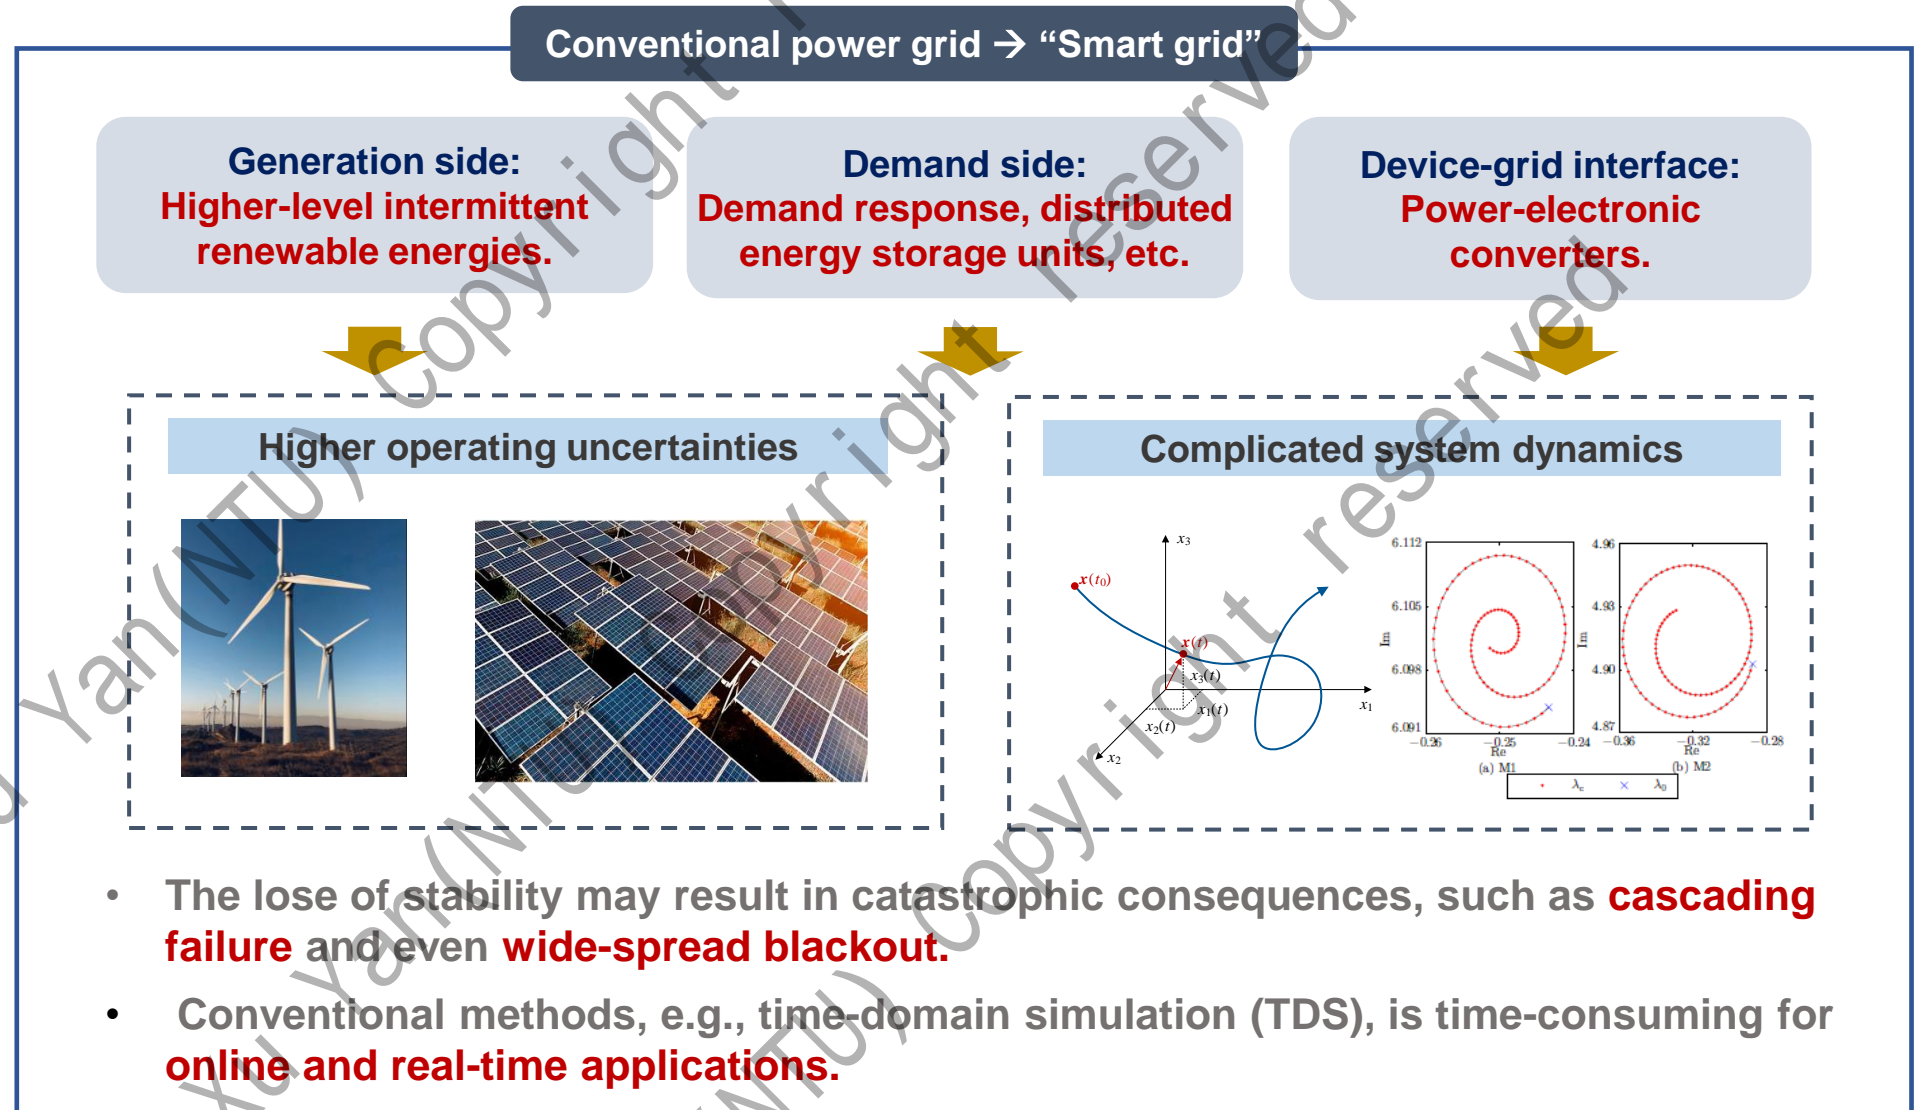 Conventional power grid → “Smart grid”
Generation side:
Higher-level intermittent
renewable energies.
Demand side:
Demand response, distributed
energy storage units, etc.
Device-grid interface:
Power-electronic
converters.
Higher operating uncertainties
Complicated system dynamics
x3
x(t0)
x(t)
x3(t)
x1(t)
x2(t)
x1
x2
6.112
6.105
6.098
6.091
Im
−0.26 −0.25 −0.24
Re
(a) M1
4.96
4.93
4.90
4.87
Im
−0.36 −0.32 −0.28
Re
(b) M2
λe × λ0
• The lose of stability may result in catastrophic consequences, such as cascading
failure and even wide-spread blackout.
• Conventional methods, e.g., time-domain simulation (TDS), is time-consuming for
online and real-time applications.
Yan(NTU) Copyright
reserved
Xu Yan(NTU) Copyright reserved
(NTU) Copyright reserved